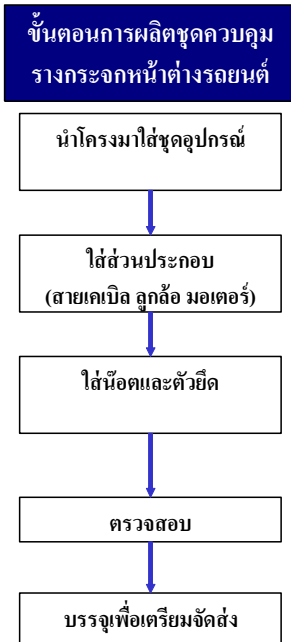 ขั้นตอนการผลิตชุดควบคุม
รางกระจกหน้าต่างรถยนต์
นำโครงมาใส่ชุดอุปกรณ์
ใส่ส่วนประกอบ
(สายเคเบิล ลูกล้อ มอเตอร์)
ใส่น๊อตและตัวยึด
ตรวจสอบ
บรรจุเพื่อเตรียมจัดส่ง